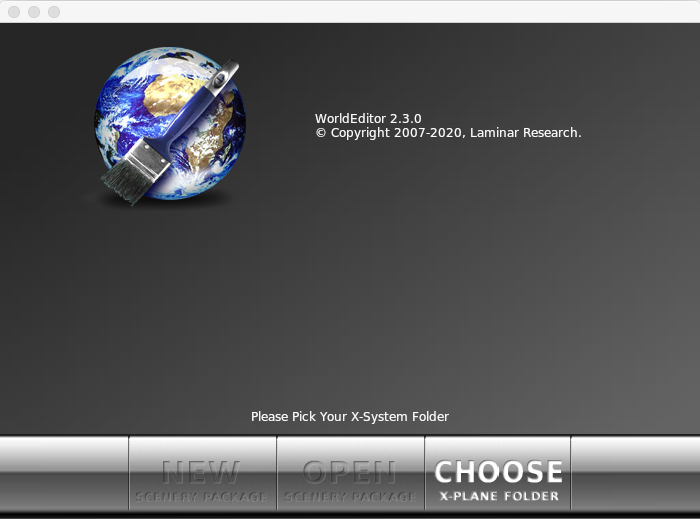 WorldEditor 2.3.0
© Copyright 2007-2020, Laminar Research.
Please Pick Your X-System Folder
NEW
SCENERY PACKAGE
OPEN
SCENERY PACKAGE
CHOOSE
X-PLANE FOLDER